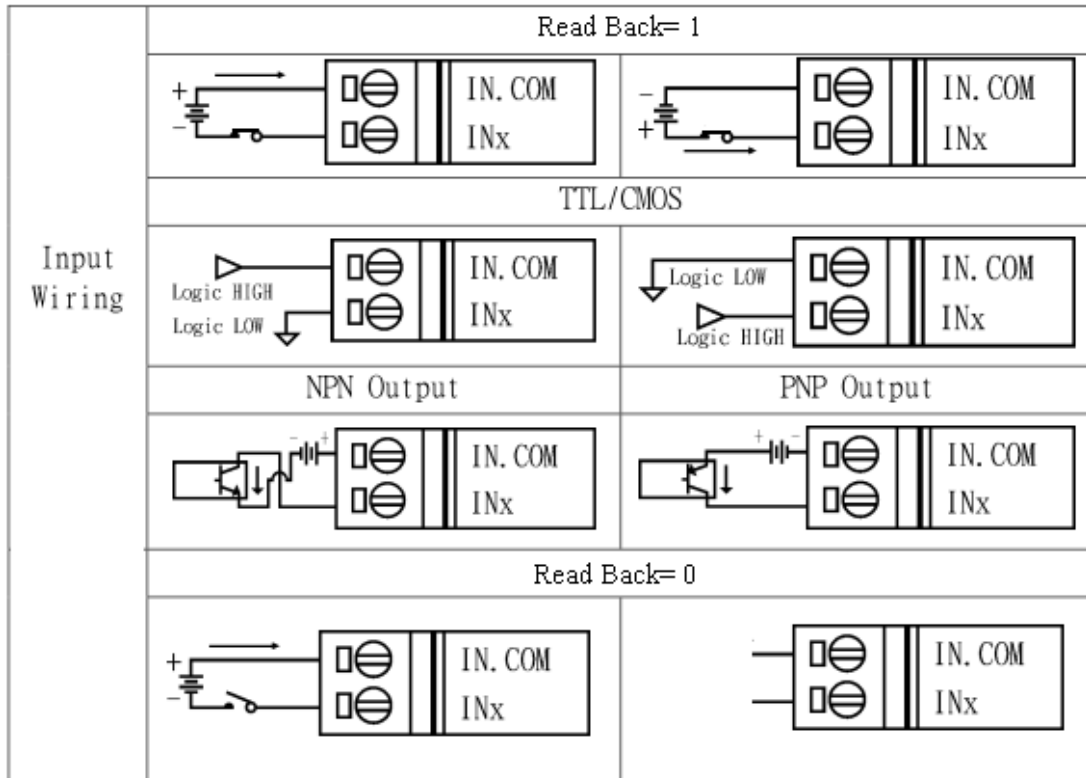 Read Back= 1
+
-
IN. COM
INx
-
+
IN. COM
INx
TTL/CMOS
Input
Wiring
Logic HIGH
Logic LOW
IN. COM
INx
Logic LOW
Logic HIGH
IN. COM
INx
NPN Output
PNP Output
- +
IN. COM
INx
+ -
IN. COM
INx
Read Back= 0
+
-
IN. COM
INx
IN. COM
INx